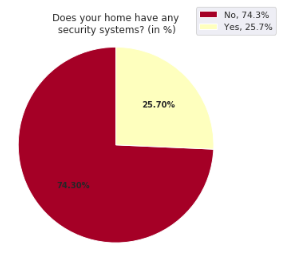 Does your home have any
security systems? (in %)
No, 74.3%
Yes, 25.7%
25.70%
74.30%